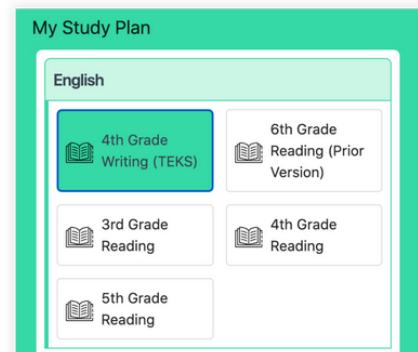 My Study Plan
English
4th Grade
Writing (TEKS)
6th Grade
Reading (Prior
Version)
3rd Grade
Reading
4th Grade
Reading
5th Grade
Reading